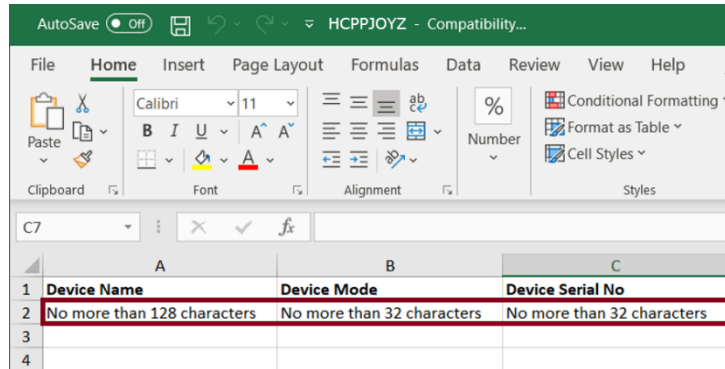 AutoSave Off HCPPJOYZ - Compatibility...
File Home Insert Page Layout Formulas Data Review View Help
Paste
Calibri 11
B I U A A A
ab
%
Number
Conditional Formatting
Format as Table
Cell Styles
Clipboard Font Alignment Styles
C7 fx
A B C
1 Device Name Device Mode Device Serial No
2 No more than 128 characters No more than 32 characters No more than 32 characters
3
4